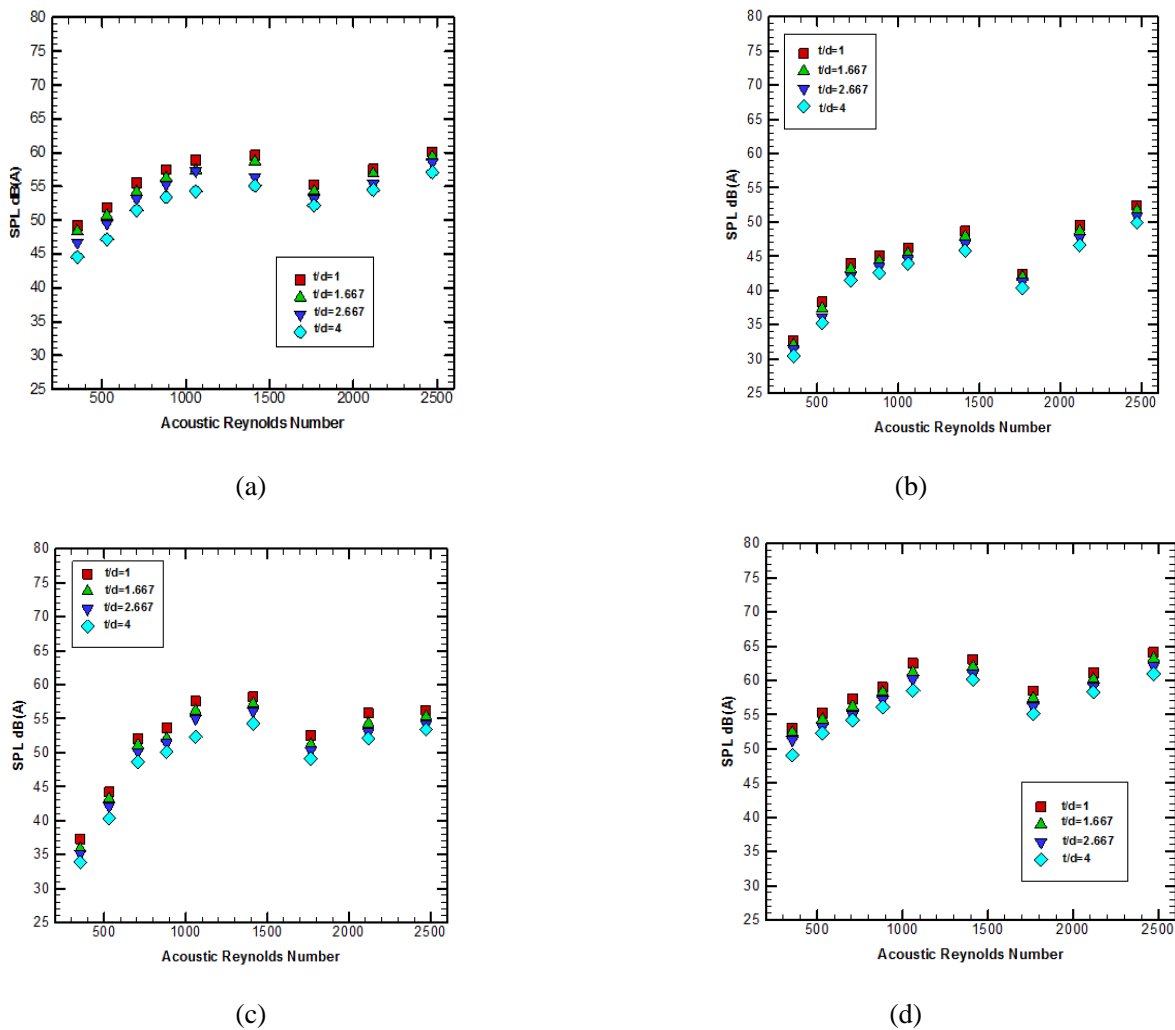 80
75
70
65
60
55
50
45
40
35
30
25
SPL dB(A)
t/d=1
t/d=1.667
t/d=2.667
t/d=4
500 1000 1500 2000 2500
Acoustic Reynolds Number
(a)
80
75
70
65
60
55
50
45
40
35
30
25
SPL dB(A)
t/d=1
t/d=1.667
t/d=2.667
t/d=4
500 1000 1500 2000 2500
Acoustic Reynolds Number
(b)
80
75
70
65
60
55
50
45
40
35
30
25
SPL dB(A)
t/d=1
t/d=1.667
t/d=2.667
t/d=4
500 1000 1500 2000 2500
Acoustic Reynolds Number
(c)
80
75
70
65
60
55
50
45
40
35
30
25
SPL dB(A)
t/d=1
t/d=1.667
t/d=2.667
t/d=4
500 1000 1500 2000 2500
Acoustic Reynolds Number
(d)